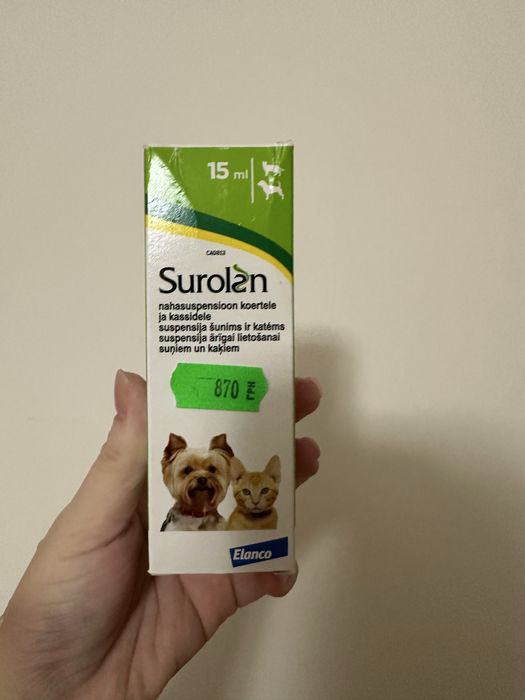 15 ml
CA0813
Surolan
nahasuspensioon koertele
ja kassidele
suspensija šunims ir katėms
suspensija ārīgai lietošanai
suņiem un kaķiem
870 ГРН
Elanco